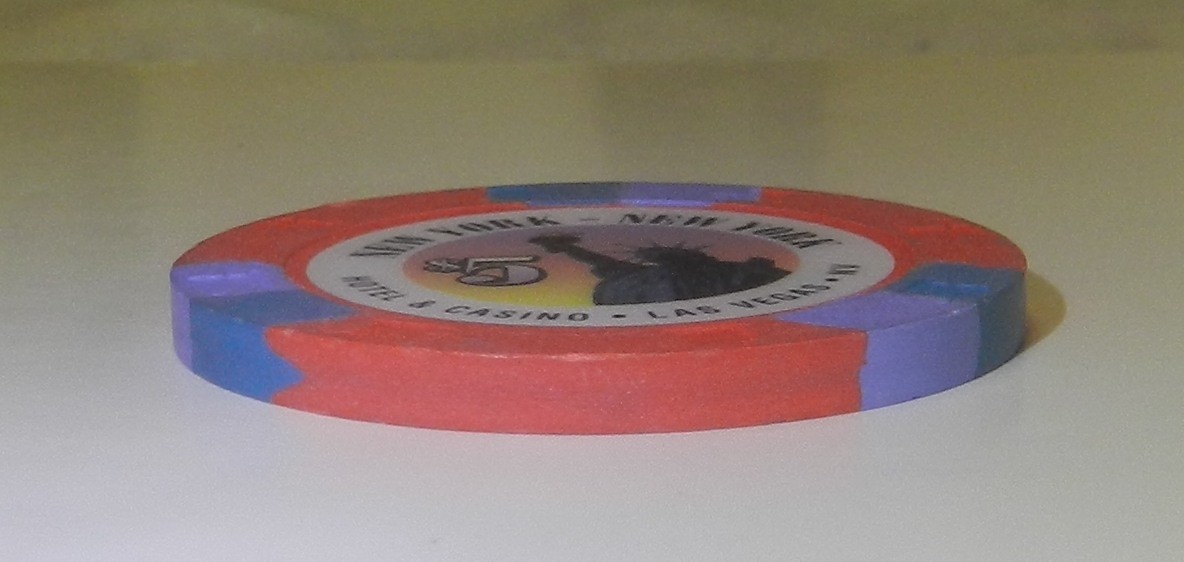 NEW YORK - NEW YORK
$5
HOTEL & CASINO • LAS VEGAS • NV